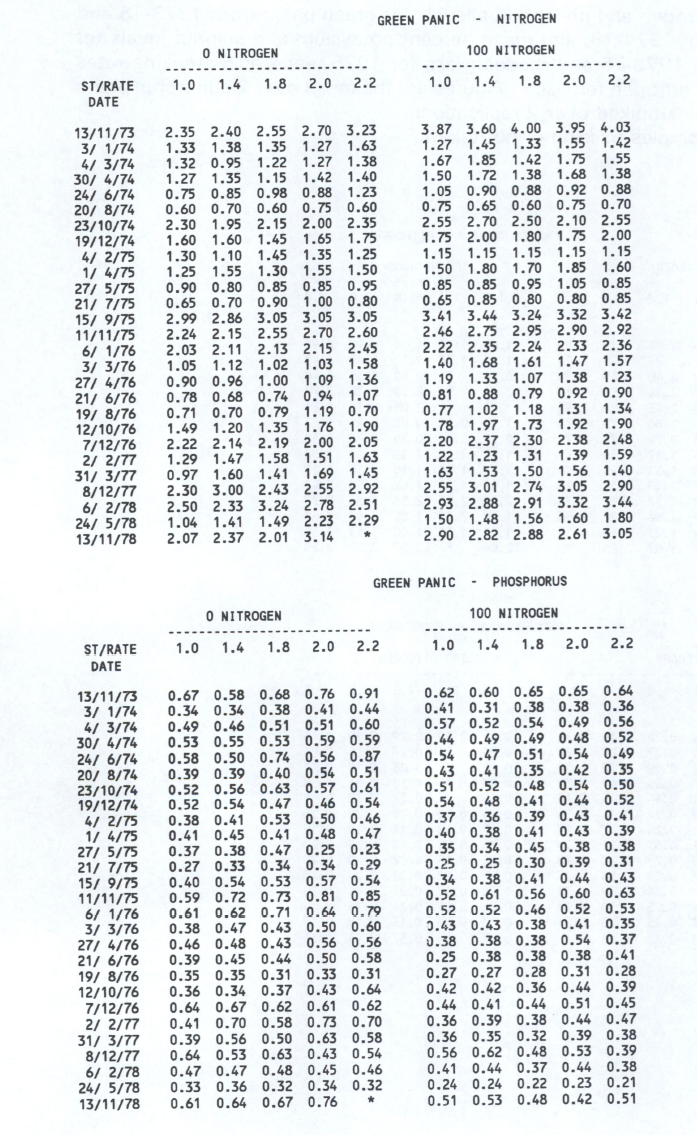 GREEN PANIC - NITROGEN
0 NITROGEN 100 NITROGEN
ST/RATE 1.0 1.4 1.8 2.0 2.2 1.0 1.4 1.8 2.0 2.2
DATE
13/11/73 2.35 2.40 2.55 2.70 3.23 3.87 3.60 4.00 3.95 4.03
3/ 1/74 1.33 1.38 1.35 1.27 1.63 1.27 1.45 1.33 1.55 1.42
4/ 3/74 1.32 0.95 1.22 1.27 1.38 1.67 1.85 1.42 1.75 1.55
30/ 4/74 1.27 1.35 1.15 1.42 1.40 1.50 1.72 1.38 1.68 1.38
24/ 6/74 0.75 0.85 0.98 0.88 1.23 1.05 0.90 0.88 0.92 0.88
20/ 8/74 0.60 0.70 0.60 0.75 0.60 0.75 0.65 0.60 0.75 0.70
23/10/74 2.30 1.95 2.15 2.00 2.35 2.55 2.70 2.50 2.10 2.55
19/12/74 1.60 1.60 1.45 1.65 1.75 1.75 2.00 1.80 1.75 2.00
4/ 2/75 1.30 1.10 1.45 1.35 1.25 1.15 1.15 1.15 1.15 1.15
1/ 4/75 1.25 1.55 1.30 1.55 1.50 1.50 1.80 1.70 1.85 1.60
27/ 5/75 0.90 0.80 0.85 0.85 0.95 0.85 0.85 0.95 1.05 0.85
21/ 7/75 0.65 0.70 0.90 1.00 0.80 0.65 0.85 0.80 0.80 0.85
15/ 9/75 2.99 2.86 3.05 3.05 3.05 3.41 3.44 3.24 3.32 3.42
11/11/75 2.24 2.15 2.55 2.70 2.60 2.46 2.75 2.95 2.90 2.92
6/ 1/76 2.03 2.11 2.13 2.15 2.45 2.22 2.35 2.24 2.33 2.36
3/ 3/76 1.05 1.12 1.02 1.03 1.58 1.40 1.68 1.61 1.47 1.57
27/ 4/76 0.90 0.96 1.00 1.09 1.36 1.19 1.33 1.07 1.38 1.23
21/ 6/76 0.78 0.68 0.74 0.94 1.07 0.81 0.88 0.79 0.92 0.90
19/ 8/76 0.71 0.70 0.79 1.19 0.70 0.77 1.02 1.18 1.31 1.34
12/10/76 1.49 1.20 1.35 1.76 1.90 1.78 1.97 1.73 1.92 1.90
7/12/76 2.22 2.14 2.19 2.00 2.05 2.20 2.37 2.30 2.38 2.48
2/ 2/77 1.29 1.47 1.58 1.51 1.63 1.22 1.23 1.31 1.39 1.59
31/ 3/77 0.97 1.60 1.41 1.69 1.45 1.63 1.53 1.50 1.56 1.40
8/12/77 2.30 3.00 2.43 2.55 2.92 2.55 3.01 2.74 3.05 2.90
6/ 2/78 2.50 2.33 3.24 2.78 2.51 2.93 2.88 2.91 3.32 3.44
24/ 5/78 1.04 1.41 1.49 2.23 2.29 1.50 1.48 1.56 1.60 1.80
13/11/78 2.07 2.37 2.01 3.14 * 2.90 2.82 2.88 2.61 3.05
GREEN PANIC - PHOSPHORUS
0 NITROGEN 100 NITROGEN
ST/RATE 1.0 1.4 1.8 2.0 2.2 1.0 1.4 1.8 2.0 2.2
DATE
13/11/73 0.67 0.58 0.68 0.76 0.91 0.62 0.60 0.65 0.65 0.64
3/ 1/74 0.34 0.34 0.38 0.41 0.44 0.41 0.31 0.38 0.38 0.36
4/ 3/74 0.49 0.46 0.51 0.51 0.60 0.57 0.52 0.54 0.49 0.56
30/ 4/74 0.53 0.55 0.53 0.59 0.59 0.44 0.49 0.49 0.48 0.52
24/ 6/74 0.58 0.50 0.74 0.56 0.87 0.54 0.47 0.51 0.54 0.49
20/ 8/74 0.39 0.39 0.40 0.54 0.51 0.43 0.41 0.35 0.42 0.35
23/10/74 0.52 0.56 0.63 0.57 0.61 0.51 0.52 0.48 0.54 0.50
19/12/74 0.52 0.54 0.47 0.46 0.54 0.54 0.48 0.41 0.44 0.52
4/ 2/75 0.38 0.41 0.53 0.50 0.46 0.37 0.36 0.39 0.43 0.41
1/ 4/75 0.41 0.45 0.41 0.48 0.47 0.40 0.38 0.41 0.43 0.39
27/ 5/75 0.37 0.38 0.47 0.25 0.23 0.35 0.34 0.45 0.38 0.38
21/ 7/75 0.27 0.33 0.34 0.34 0.29 0.25 0.25 0.30 0.39 0.31
15/ 9/75 0.40 0.54 0.53 0.57 0.54 0.34 0.38 0.41 0.44 0.43
11/11/75 0.59 0.72 0.73 0.81 0.85 0.52 0.61 0.56 0.60 0.63
6/ 1/76 0.61 0.62 0.71 0.64 0.79 0.52 0.52 0.46 0.52 0.53
3/ 3/76 0.38 0.47 0.43 0.50 0.60 0.43 0.43 0.38 0.41 0.35
27/ 4/76 0.46 0.48 0.43 0.56 0.56 0.38 0.38 0.38 0.54 0.37
21/ 6/76 0.39 0.45 0.44 0.50 0.58 0.25 0.38 0.38 0.38 0.41
19/ 8/76 0.35 0.35 0.31 0.33 0.31 0.27 0.27 0.28 0.31 0.28
12/10/76 0.36 0.34 0.37 0.43 0.64 0.42 0.42 0.36 0.44 0.39
7/12/76 0.64 0.67 0.62 0.61 0.62 0.44 0.41 0.44 0.51 0.45
2/ 2/77 0.41 0.70 0.58 0.73 0.70 0.36 0.39 0.38 0.44 0.47
31/ 3/77 0.39 0.56 0.50 0.63 0.58 0.36 0.35 0.32 0.39 0.38
8/12/77 0.64 0.53 0.63 0.43 0.54 0.56 0.62 0.48 0.53 0.39
6/ 2/78 0.47 0.47 0.48 0.45 0.46 0.41 0.44 0.37 0.44 0.38
24/ 5/78 0.33 0.36 0.32 0.34 0.32 0.24 0.24 0.22 0.23 0.21
13/11/78 0.61 0.64 0.67 0.76 * 0.51 0.53 0.48 0.42 0.51